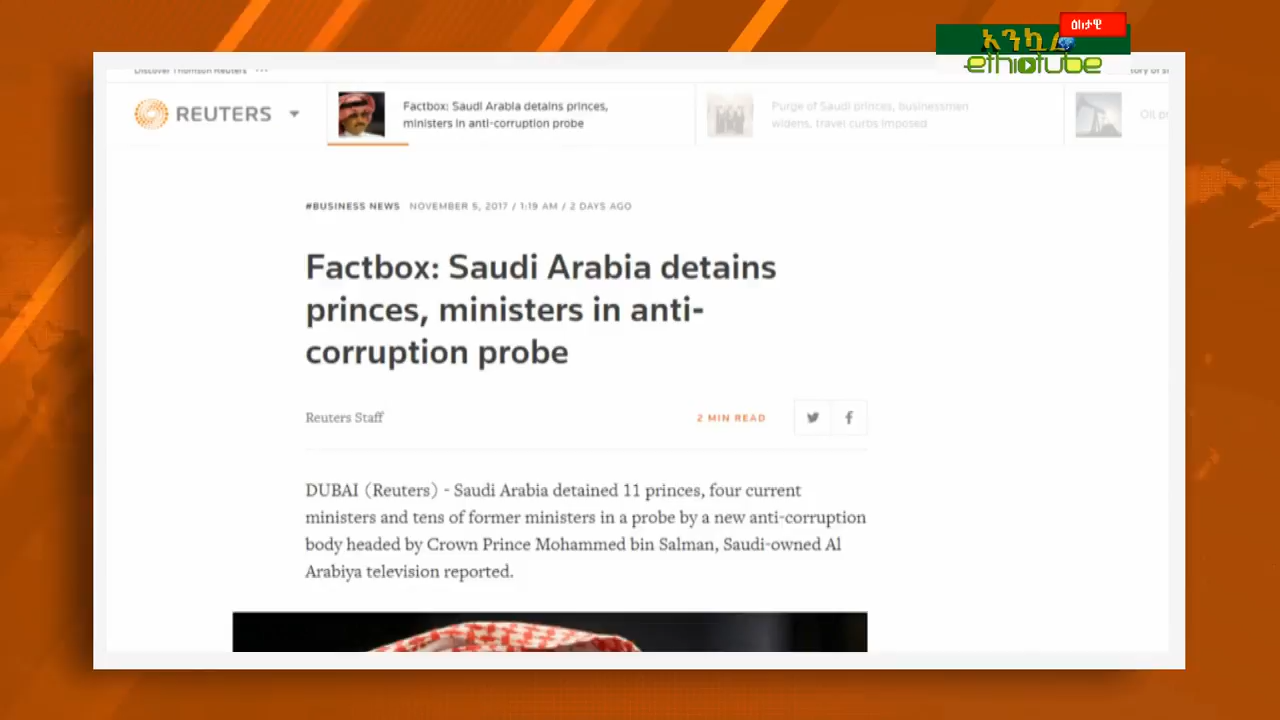 ዕለታዊ
አንኳር
ethiotube
Discover Thomson Reuters
REUTERS
Factbox: Saudi Arabia detains princes,
ministers in anti-corruption probe
Purge of Saudi princes, businessmen
widens, travel curbs imposed
#BUSINESS NEWS NOVEMBER 5, 2017 / 1:19 AM / 2 DAYS AGO
Factbox: Saudi Arabia detains
princes, ministers in anti-
corruption probe
Reuters Staff
2 MIN READ
DUBAI (Reuters) - Saudi Arabia detained 11 princes, four current
ministers and tens of former ministers in a probe by a new anti-corruption
body headed by Crown Prince Mohammed bin Salman, Saudi-owned Al
Arabiya television reported.